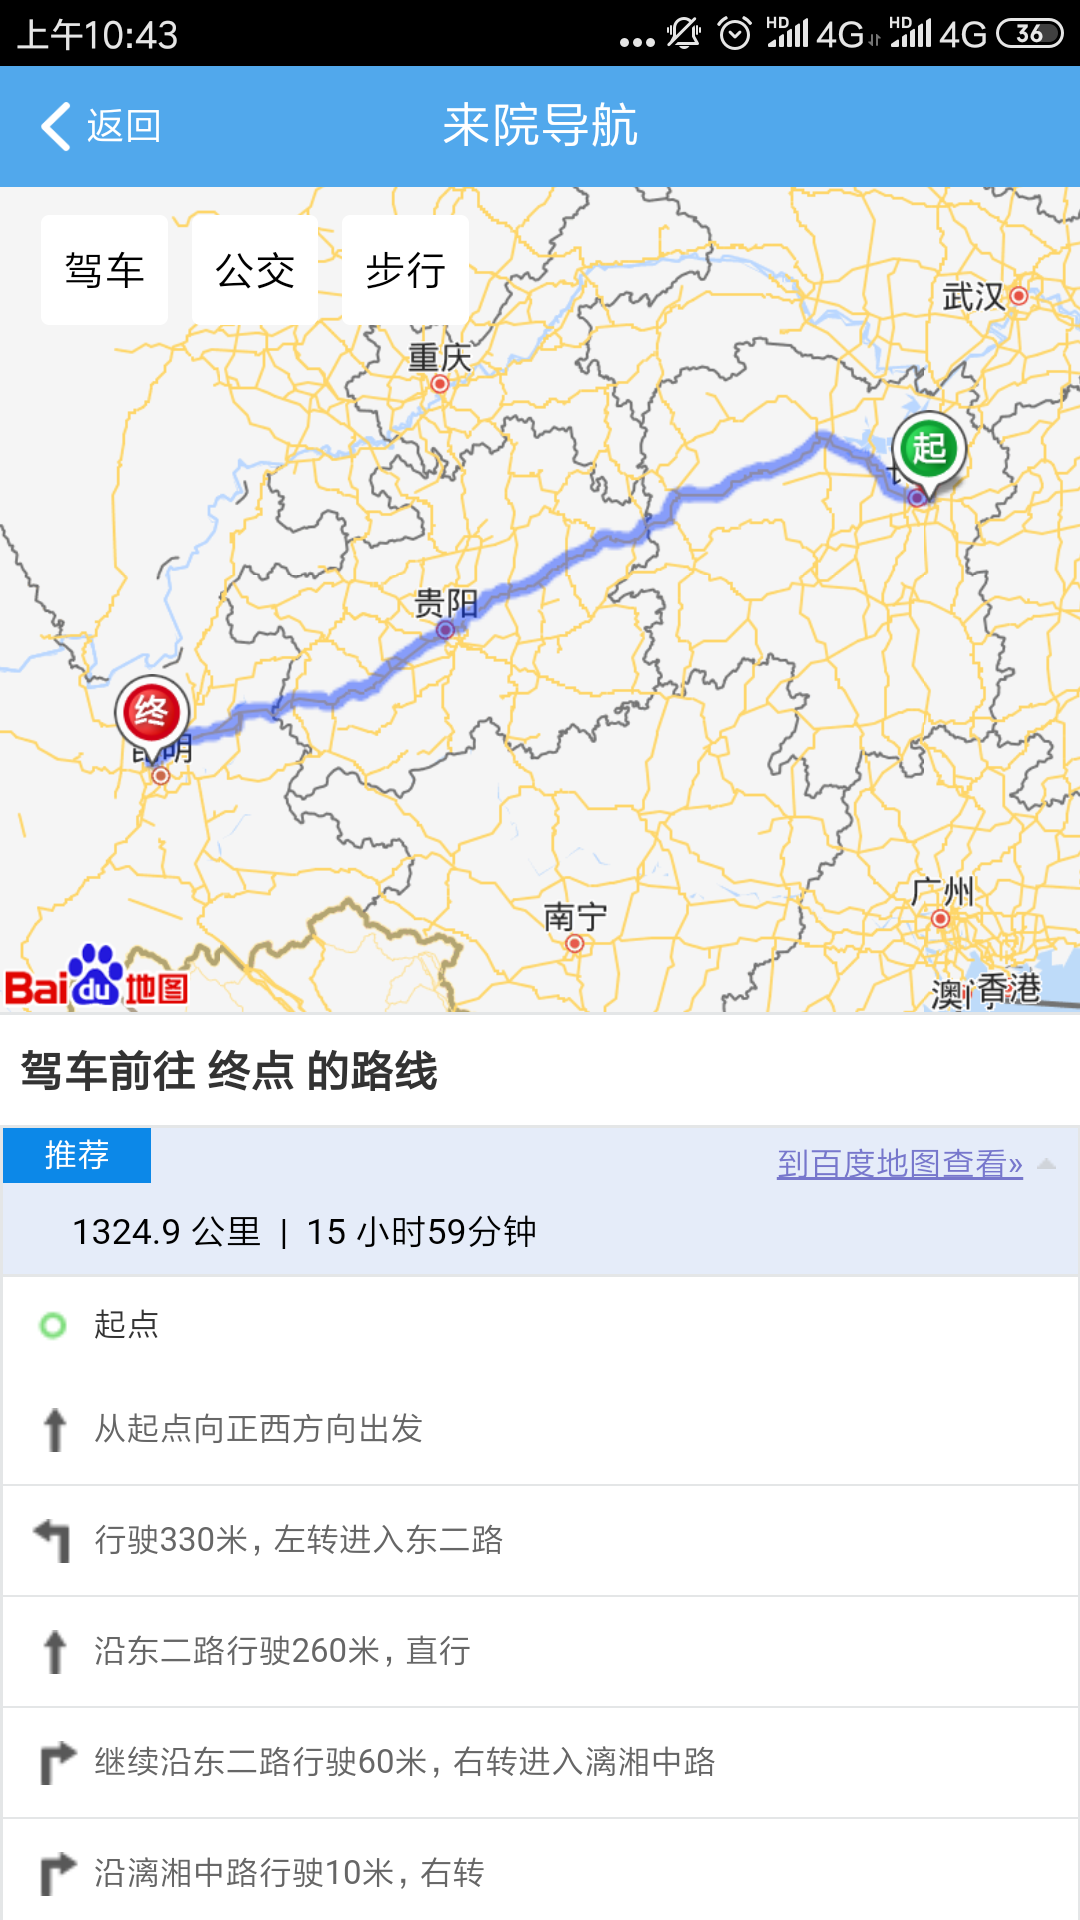 上午10:43
HD 4G HD 4G 36
返回
来院导航
驾车 公交 步行
武汉
重庆
起
贵阳
终
昆明
南宁
广州
澳门 香港
Bai du 地图
驾车前往 终点 的路线
推荐
到百度地图查看»
1324.9 公里 | 15 小时59分钟
起点
从起点向正西方向出发
行驶330米, 左转进入东二路
沿东二路行驶260米, 直行
继续沿东二路行驶60米, 右转进入漓湘中路
沿漓湘中路行驶10米, 右转